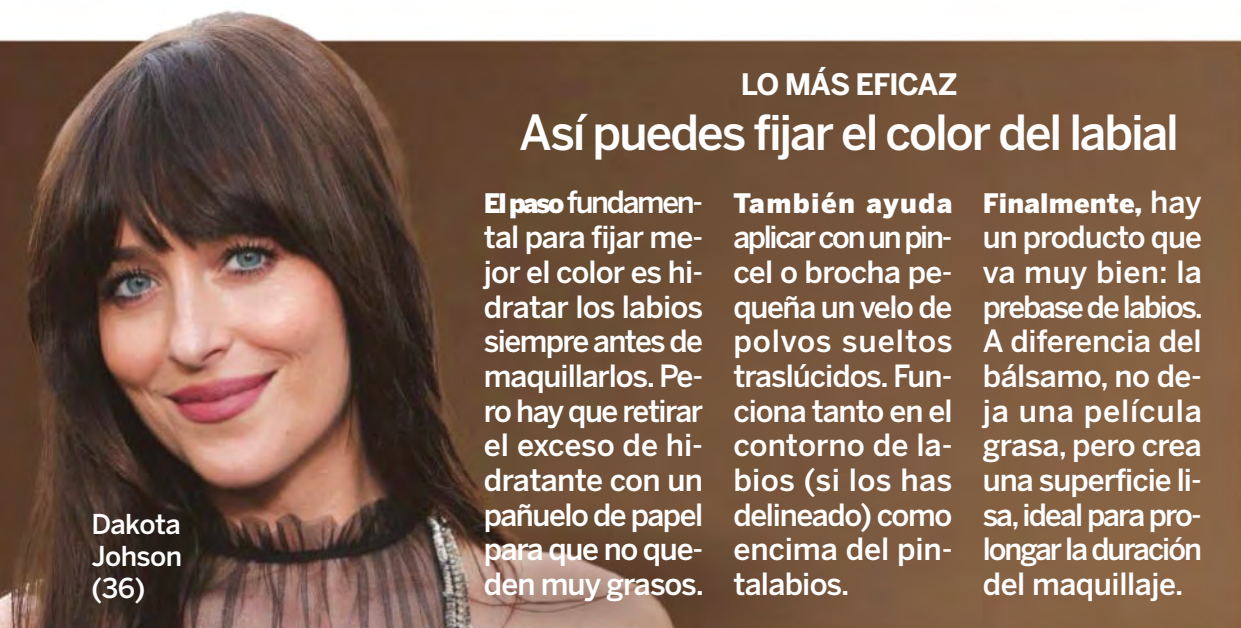 LO MÁS EFICAZ
Así puedes fijar el color del labial
El paso fundamen-
tal para fijar me-
jor el color es hi-
dratar los labios
siempre antes de
maquillarlos. Pe-
ro hay que retirar
el exceso de hi-
dratante con un
pañuelo de papel
para que no que-
den muy grasos.
También ayuda
aplicar con un pin-
cel o brocha pe-
queña un velo de
polvos sueltos
traslúcidos. Fun-
ciona tanto en el
contorno de la-
bios (si los has
delineado) como
encima del pin-
talabios.
Finalmente, hay
un producto que
va muy bien: la
prebase de labios.
A diferencia del
bálsamo, no de-
ja una película
grasa, pero crea
una superficie li-
sa, ideal para pro-
longar la duración
del maquillaje.
Dakota
Johson
(36)